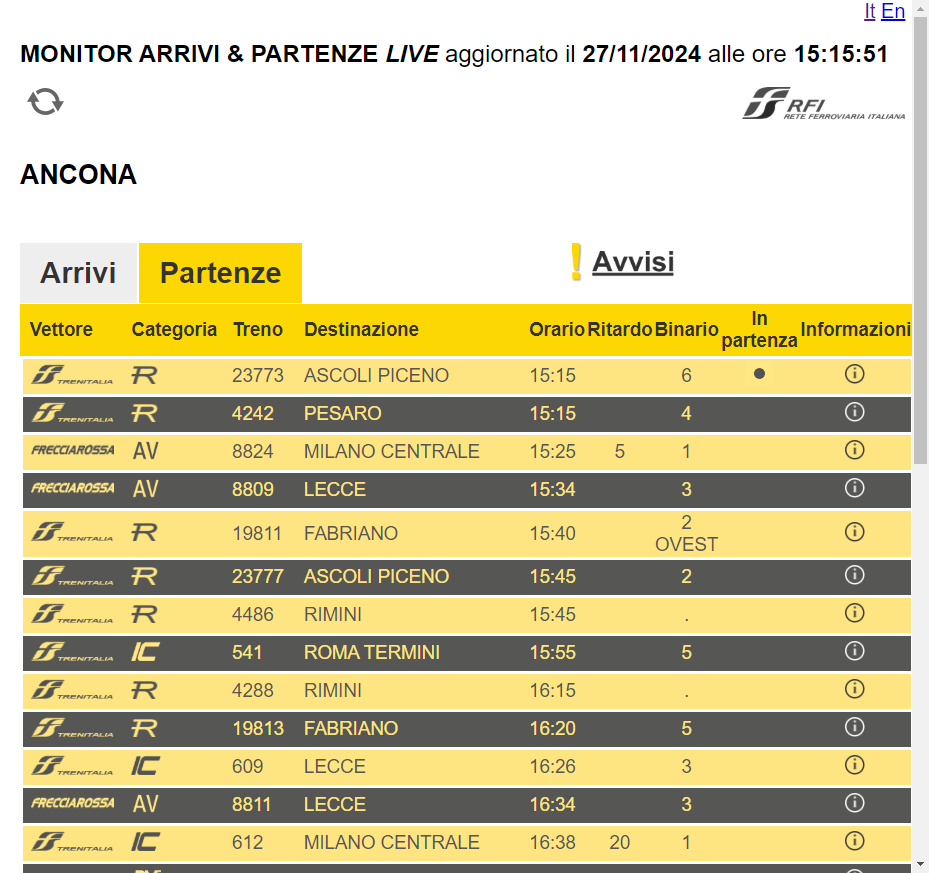 It En
MONITOR ARRIVI & PARTENZE LIVE aggiornato il 27/11/2024 alle ore 15:15:51
RFI
RETE FERROVIARIA ITALIANA
ANCONA
Arrivi Partenze ! Avvisi
Vettore Categoria Treno Destinazione Orario Ritardo Binario In partenza Informazioni
TRENITALIA R 23773 ASCOLI PICENO 15:15 6
TRENITALIA R 4242 PESARO 15:15 4
FRECCIAROSSA AV 8824 MILANO CENTRALE 15:25 5 1
FRECCIAROSSA AV 8809 LECCE 15:34 3
TRENITALIA R 19811 FABRIANO 15:40 2 OVEST
TRENITALIA R 23777 ASCOLI PICENO 15:45 2
TRENITALIA R 4486 RIMINI 15:45 .
TRENITALIA IC 541 ROMA TERMINI 15:55 5
TRENITALIA R 4288 RIMINI 16:15 .
TRENITALIA R 19813 FABRIANO 16:20 5
TRENITALIA IC 609 LECCE 16:26 3
FRECCIAROSSA AV 8811 LECCE 16:34 3
TRENITALIA IC 612 MILANO CENTRALE 16:38 20 1